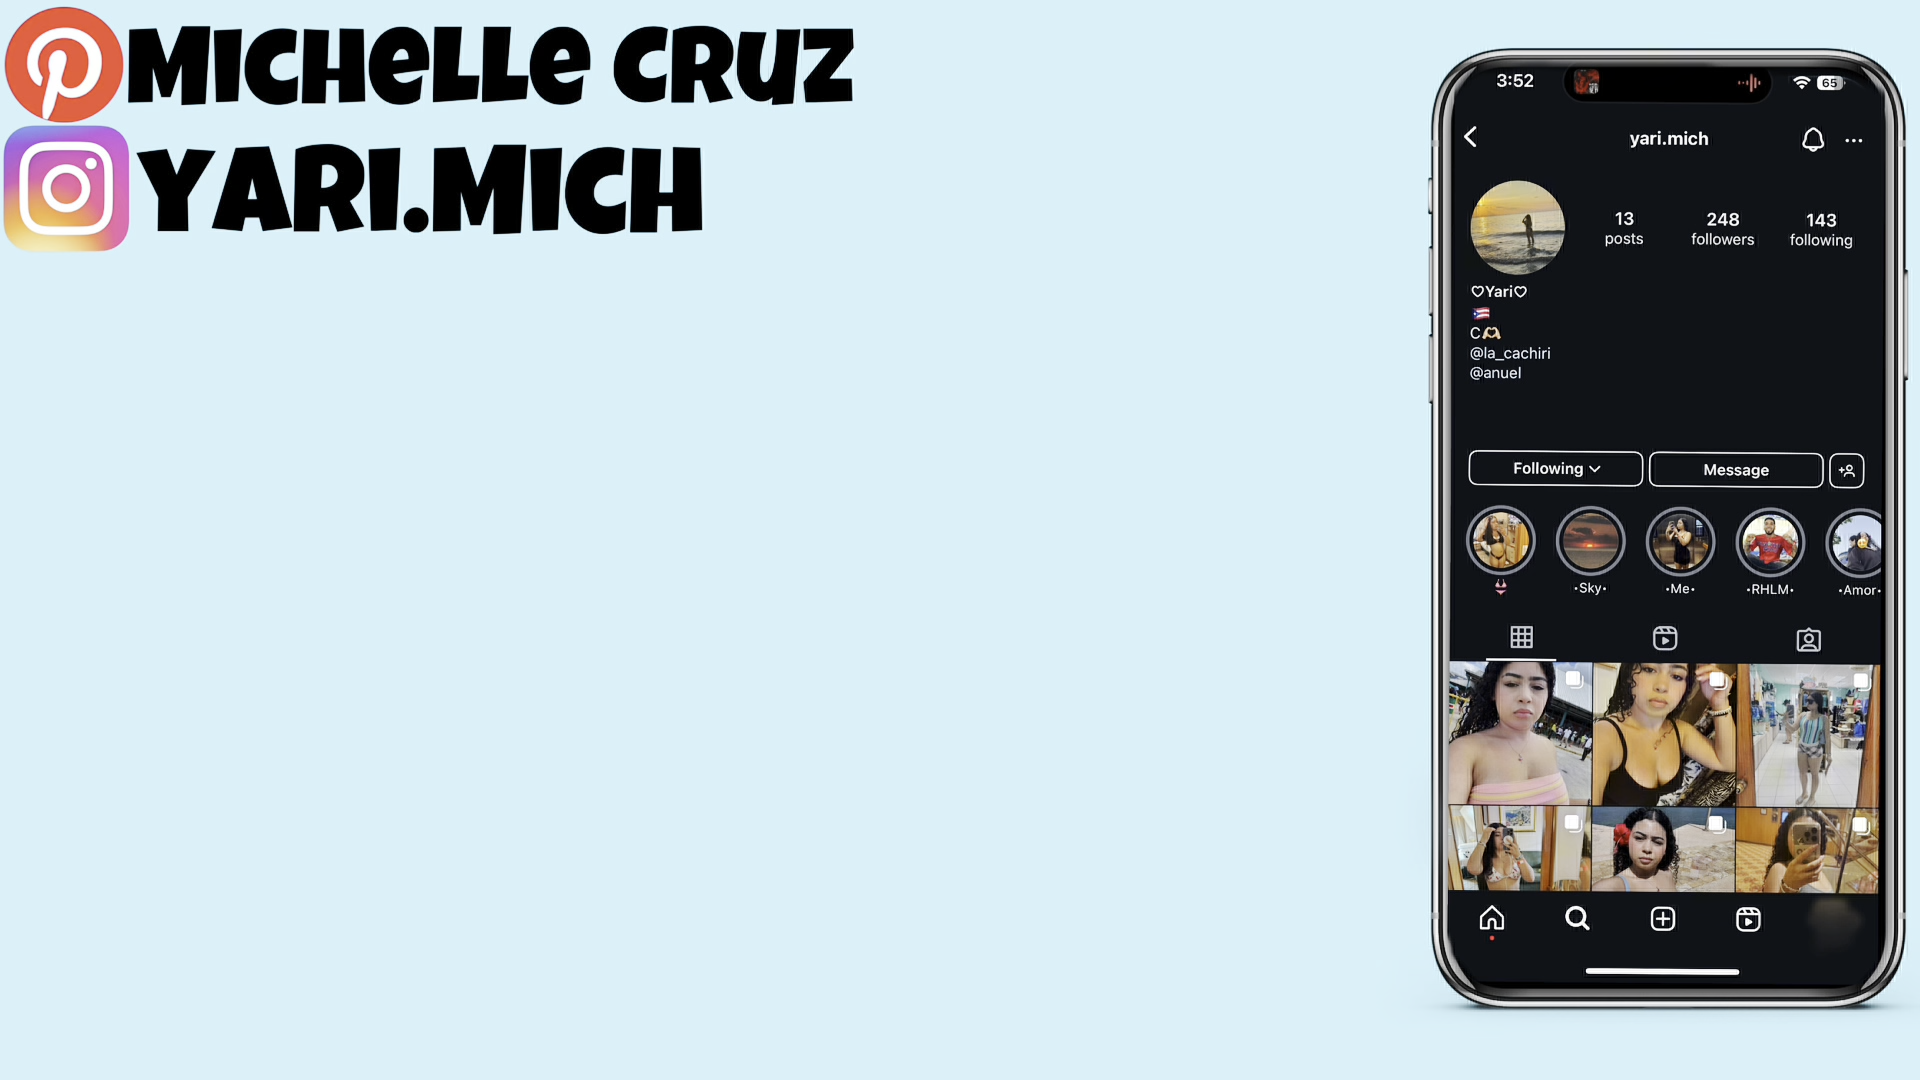 MICHELLE CRUZ
YARI.MICH
3:52
65
yari.mich
13
posts
248
followers
143
following
♡Yari♡
🇵🇷
C🫶
@la_cachiri
@anuel
Following
Message
👙
•Sky•
•Me•
•RHLM•
•Amor•